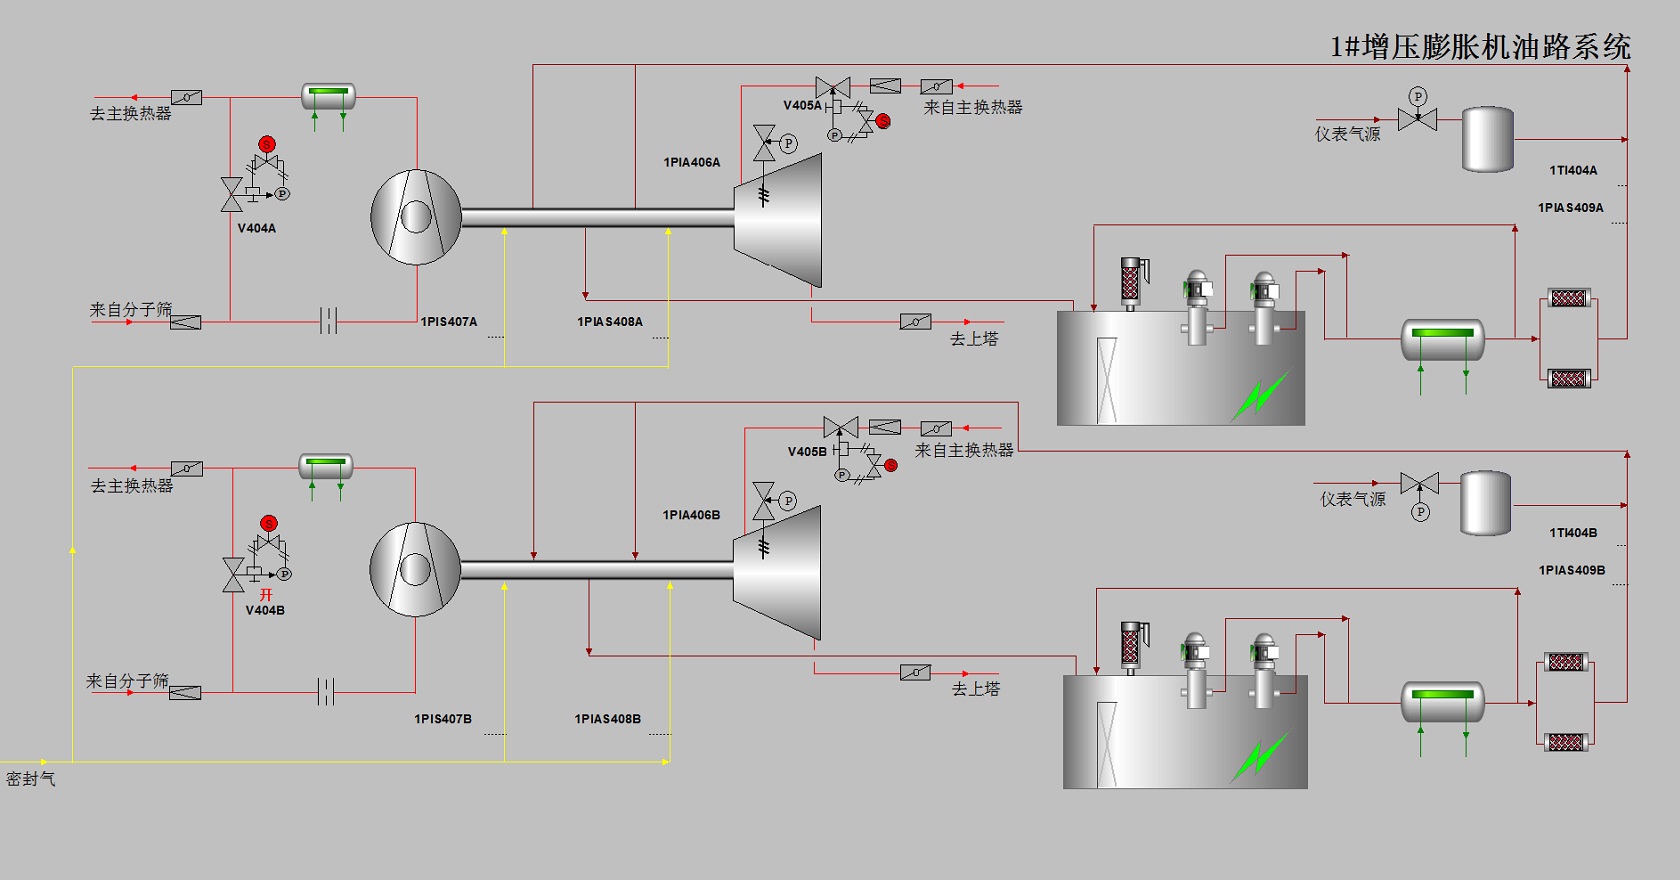 1#增压膨胀机油路系统
去主换热器
V405A
来自主换热器
P
P
S
仪表气源
P
S
P
V404A
1PIA406A
P
1TI404A
1PIAS409A
来自分子筛
1PIS407A
......
1PIAS408A
......
去上塔
去主换热器
V405B
来自主换热器
P
S
仪表气源
P
S
P
开
V404B
1PIA406B
P
1TI404B
1PIAS409B
来自分子筛
1PIS407B
1PIAS408B
去上塔
密封气